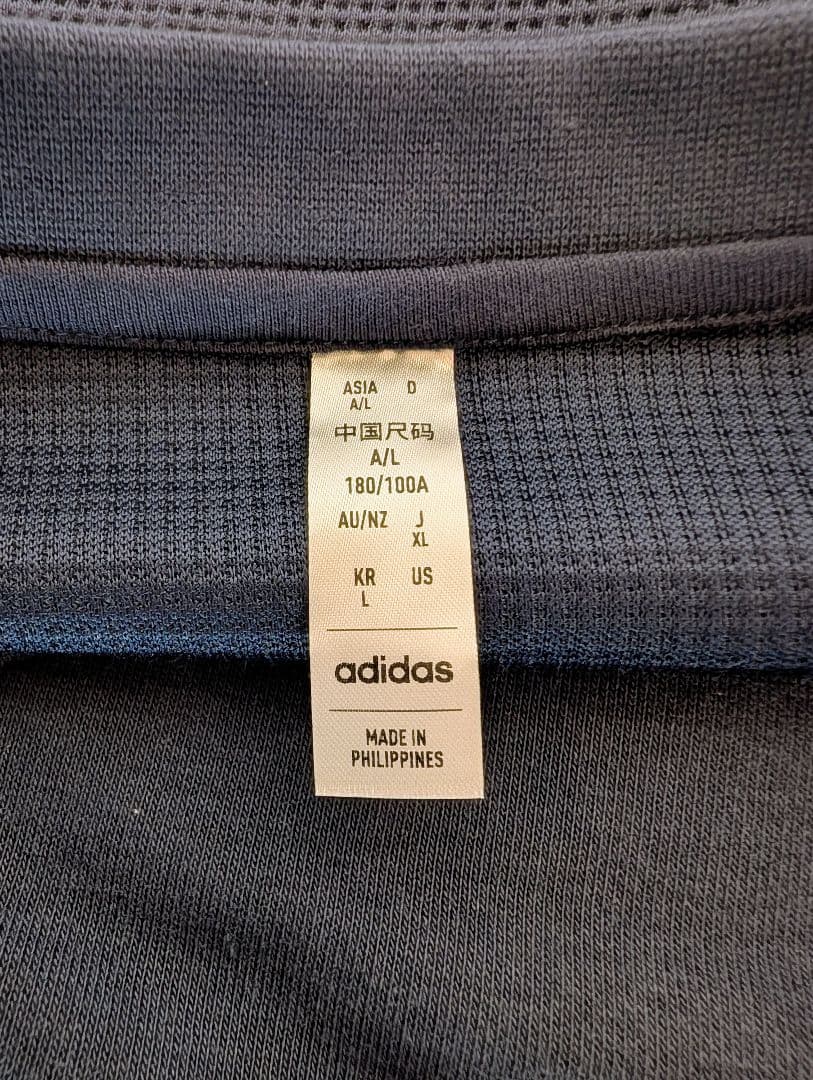 ASIA D
A/L
中国尺码
A/L
180/100A
AU/NZ J
XL
KR US
L
adidas
MADE IN
PHILIPPINES